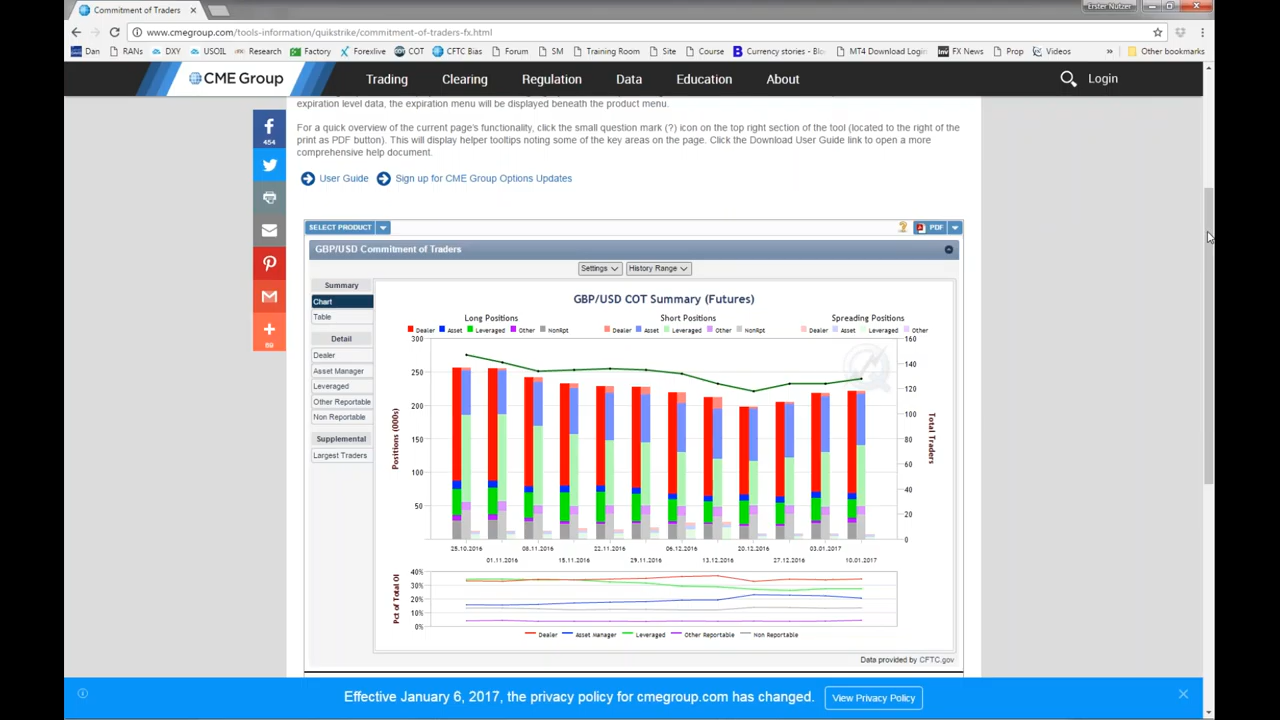 Commitment of Traders
Erster Nutzer
www.cmegroup.com/tools-information/quikstrike/commitment-of-traders-fx.html
Dan RANs DXY USOIL Research Factory Forexlive COT CFTC Bias Forum SM Training Room Site Course Currency stories - Blo MT4 Download Login FX News Prop Videos » Other bookmarks
CME Group Trading Clearing Regulation Data Education About Login
expiration level data, the expiration menu will be displayed beneath the product menu.
For a quick overview of the current page's functionality, click the small question mark (?) icon on the top right section of the tool (located to the right of the
print as PDF button). This will display helper tooltips noting some of the key areas on the page. Click the Download User Guide link to open a more
comprehensive help document.
454
User Guide Sign up for CME Group Options Updates
69
SELECT PRODUCT ? PDF
GBP/USD Commitment of Traders
Settings History Range
Summary
Chart
Table
Detail
Dealer
Asset Manager
Leveraged
Other Reportable
Non Reportable
Supplemental
Largest Traders
GBP/USD COT Summary (Futures)
Long Positions Short Positions Spreading Positions
Dealer Asset Leveraged Other NonRpt Dealer Asset Leveraged Other NonRpt Dealer Asset Leveraged Other
300 160
140
250
120
200
100
150 80
60
100
40
50
20
0
Positions (000s)
Total Traders
25.10.2016 08.11.2016 22.11.2016 06.12.2016 20.12.2016 03.01.2017
01.11.2016 15.11.2016 29.11.2016 13.12.2016 27.12.2016 10.01.2017
Pct of Total OI
40%
30%
20%
10%
0%
Dealer Asset Manager Leveraged Other Reportable Non Reportable
Data provided by CFTC.gov
Effective January 6, 2017, the privacy policy for cmegroup.com has changed. View Privacy Policy